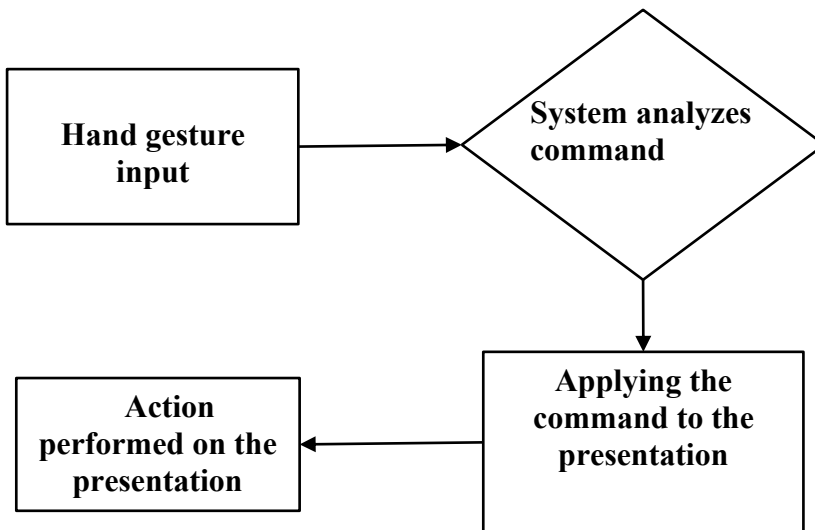 Hand gesture
input
System analyzes
command
Applying the
command to the
presentation
Action
performed on the
presentation